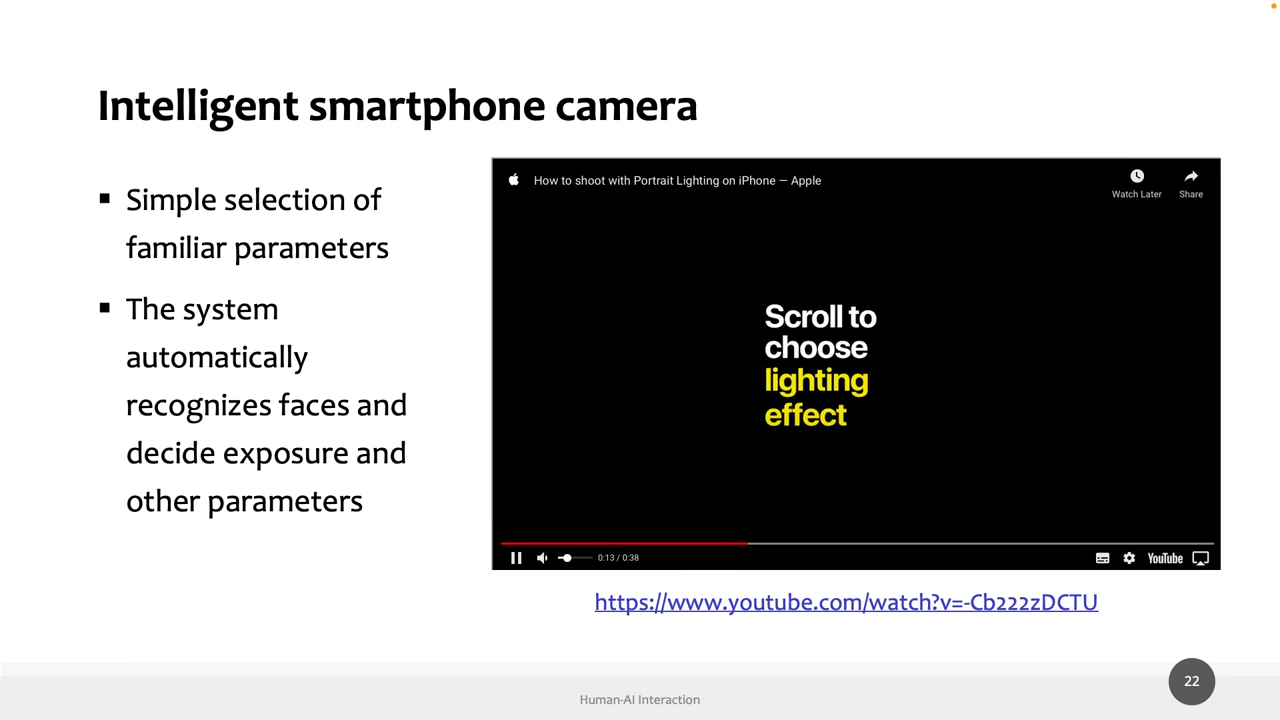 Intelligent smartphone camera
▪ Simple selection of
familiar parameters
▪ The system
automatically
recognizes faces and
decide exposure and
other parameters
How to shoot with Portrait Lighting on iPhone — Apple
Watch Later
Share
Scroll to
choose
lighting
effect
0:13 / 0:38
YouTube
https://www.youtube.com/watch?v=-Cb222zDCTU
Human-AI Interaction
22